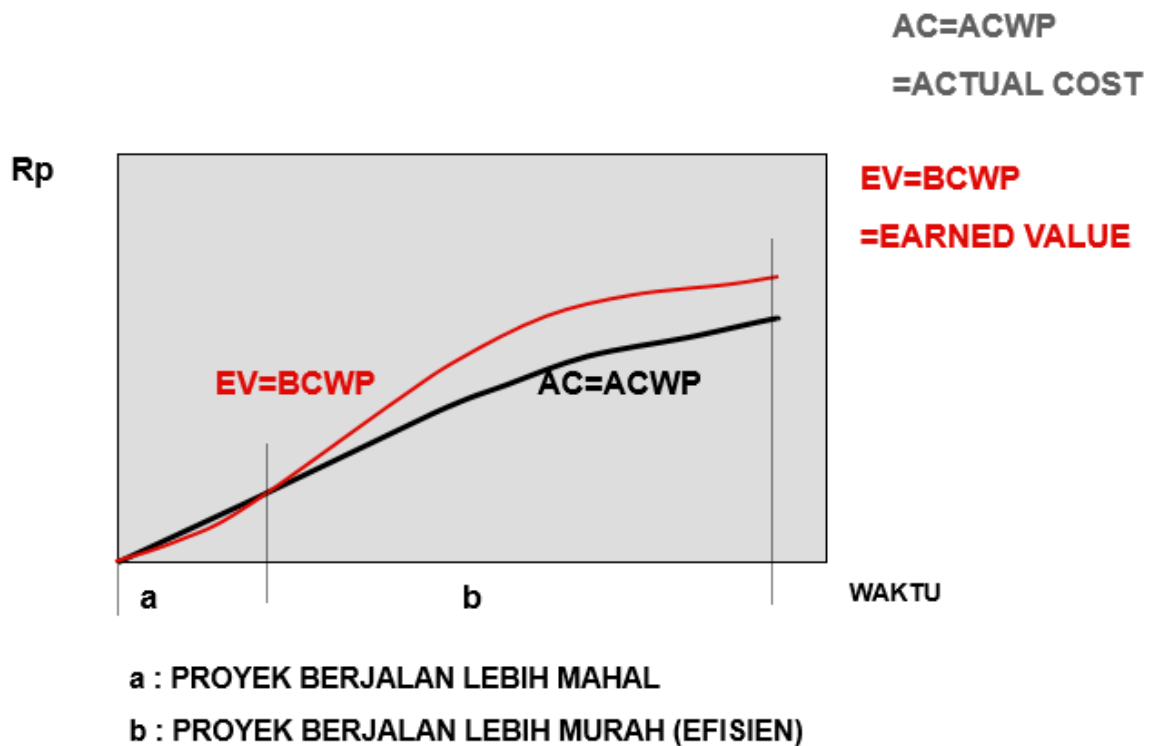 AC=ACWP
=ACTUAL COST
Rp
EV=BCWP
=EARNED VALUE
EV=BCWP
AC=ACWP
a
b
WAKTU
a : PROYEK BERJALAN LEBIH MAHAL
b : PROYEK BERJALAN LEBIH MURAH (EFISIEN)